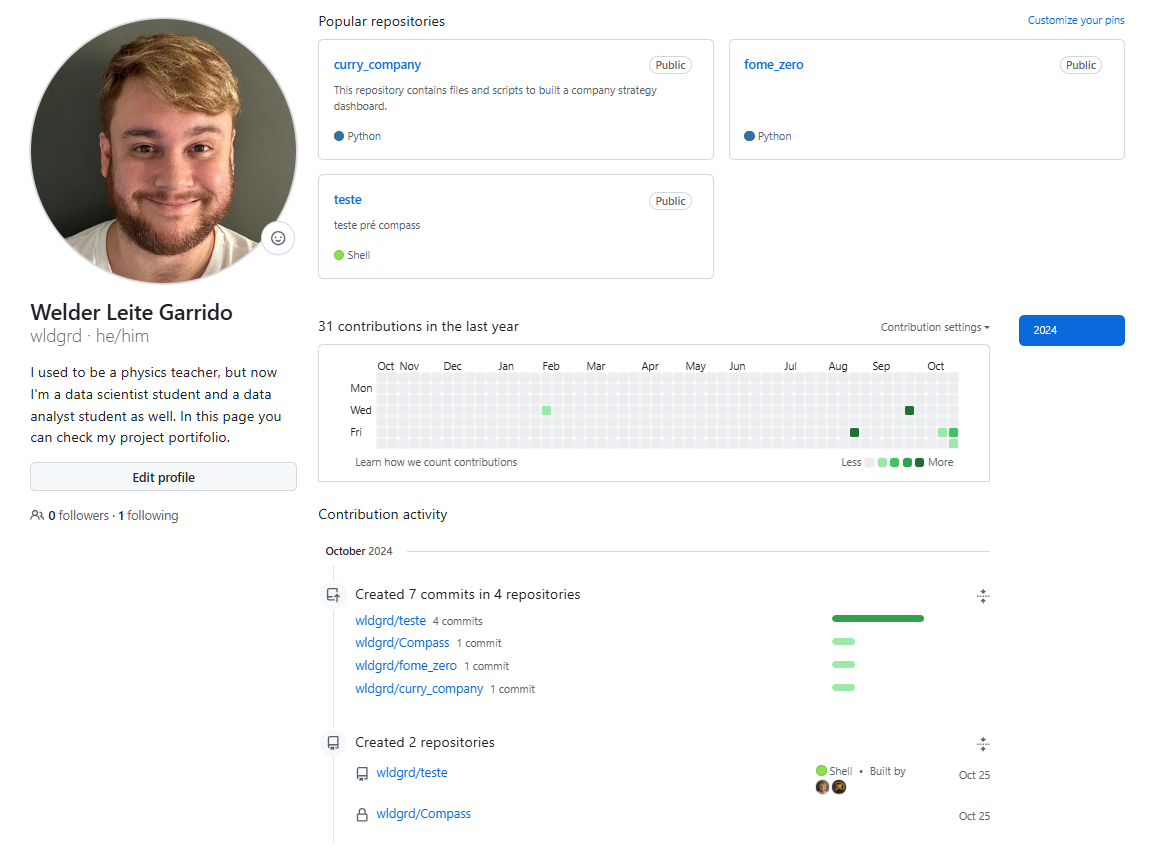 Popular repositories
Customize your pins
curry_company
Public
This repository contains files and scripts to built a company strategy
dashboard.
Python
fome_zero
Public
Python
teste
Public
teste pré compass
Shell
Welder Leite Garrido
wldgrd · he/him
I used to be a physics teacher, but now
I'm a data scientist student and a data
analyst student as well. In this page you
can check my project portifolio.
Edit profile
0 followers · 1 following
31 contributions in the last year
Contribution settings
2024
Oct Nov Dec Jan Feb Mar Apr May Jun Jul Aug Sep Oct
Mon
Wed
Fri
Learn how we count contributions
Less
More
Contribution activity
October 2024
Created 7 commits in 4 repositories
wldgrd/teste 4 commits
wldgrd/Compass 1 commit
wldgrd/fome_zero 1 commit
wldgrd/curry_company 1 commit
Created 2 repositories
wldgrd/teste
Shell • Built by
Oct 25
wldgrd/Compass
Oct 25